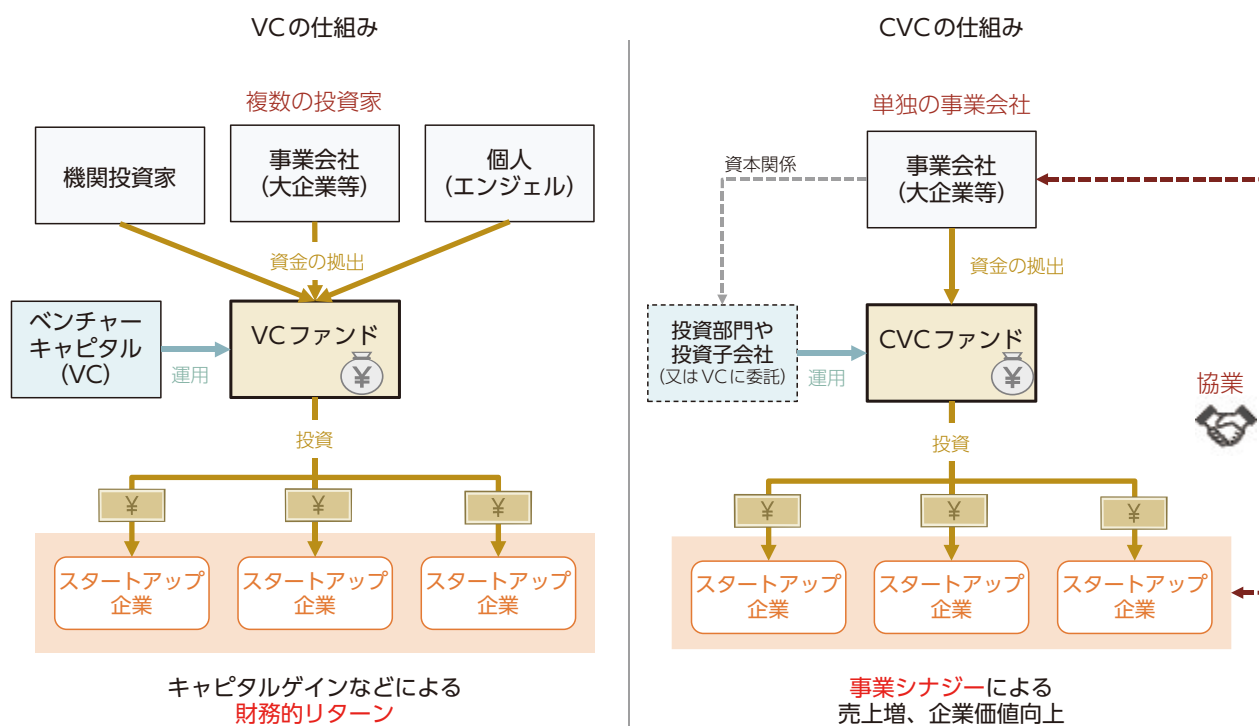 VCの仕組み
複数の投資家
機関投資家
事業会社
(大企業等)
個人
(エンジェル)
資金の拠出
ベンチャー
キャピタル
(VC)
運用
VCファンド
¥
投資
¥
¥
¥
スタートアップ
企業
スタートアップ
企業
スタートアップ
企業
キャピタルゲインなどによる
財務的リターン
CVCの仕組み
単独の事業会社
資本関係
事業会社
(大企業等)
資金の拠出
投資部門や
投資子会社
(又はVCに委託)
運用
CVCファンド
¥
協業
投資
¥
¥
¥
スタートアップ
企業
スタートアップ
企業
スタートアップ
企業
事業シナジーによる
売上増、企業価値向上